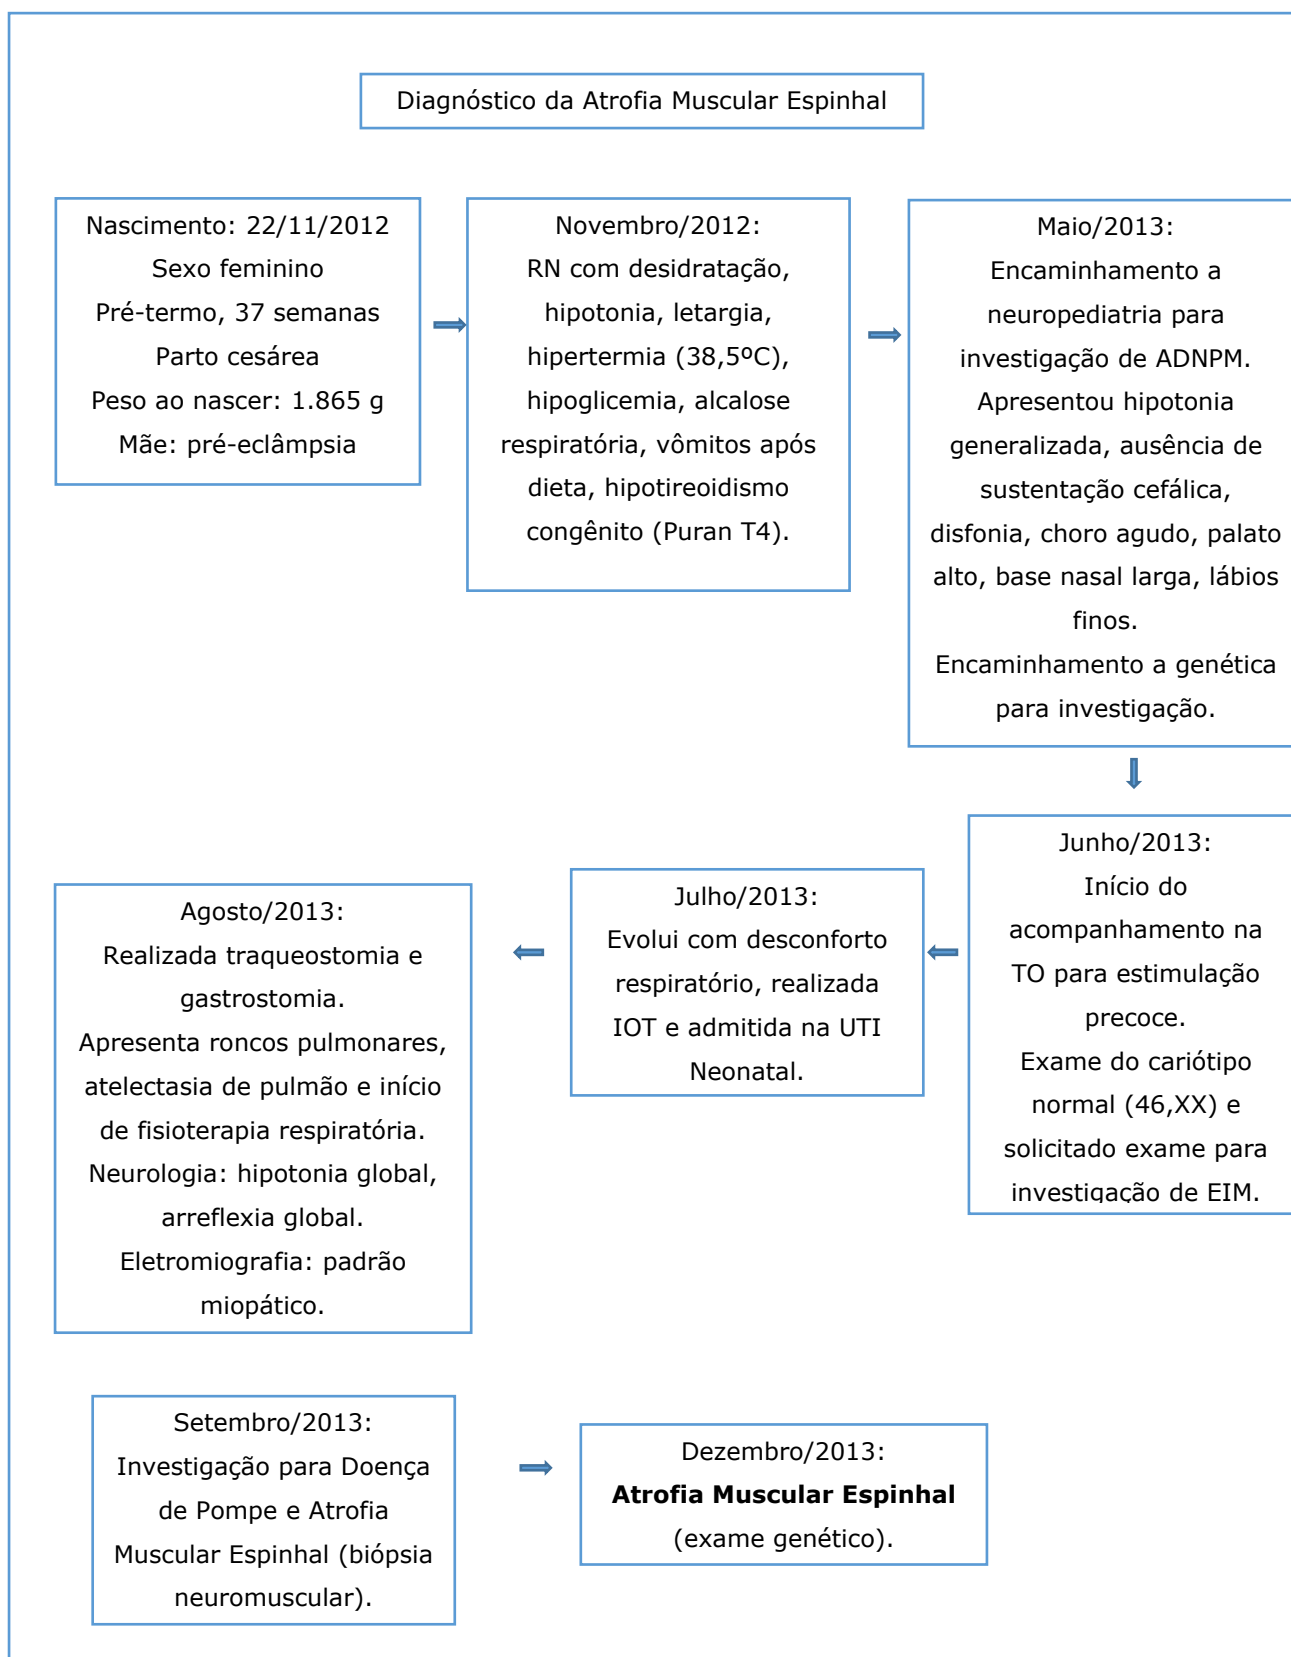 Diagnóstico da Atrofia Muscular Espinhal
Nascimento: 22/11/2012
Sexo feminino
Pré-termo, 37 semanas
Parto cesárea
Peso ao nascer: 1.865 g
Mãe: pré-eclâmpsia
Novembro/2012:
RN com desidratação,
hipotonia, letargia,
hipertermia (38,5ºC),
hipoglicemia, alcalose
respiratória, vômitos após
dieta, hipotireoidismo
congênito (Puran T4).
Maio/2013:
Encaminhamento a
neuropediatria para
investigação de ADNPM.
Apresentou hipotonia
generalizada, ausência de
sustentação cefálica,
disfonia, choro agudo, palato
alto, base nasal larga, lábios
finos.
Encaminhamento a genética
para investigação.
Junho/2013:
Início do
acompanhamento na
TO para estimulação
precoce.
Exame do cariótipo
normal (46,XX) e
solicitado exame para
investigação de EIM.
Julho/2013:
Evolui com desconforto
respiratório, realizada
IOT e admitida na UTI
Neonatal.
Agosto/2013:
Realizada traqueostomia e
gastrostomia.
Apresenta roncos pulmonares,
atelectasia de pulmão e início
de fisioterapia respiratória.
Neurologia: hipotonia global,
arreflexia global.
Eletromiografia: padrão
miopático.
Setembro/2013:
Investigação para Doença
de Pompe e Atrofia
Muscular Espinhal (biópsia
neuromuscular).
Dezembro/2013:
Atrofia Muscular Espinhal
(exame genético).